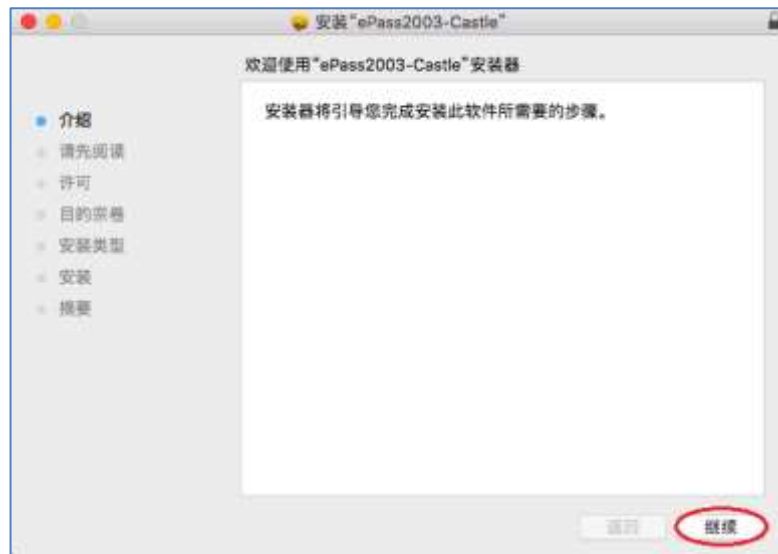 安装“ePass2003-Castle”
欢迎使用“ePass2003-Castle”安装器
安装器将引导您完成安装此软件所需要的步骤。
介绍
请先阅读
许可
目的宗卷
安装类型
安装
摘要
返回
继续